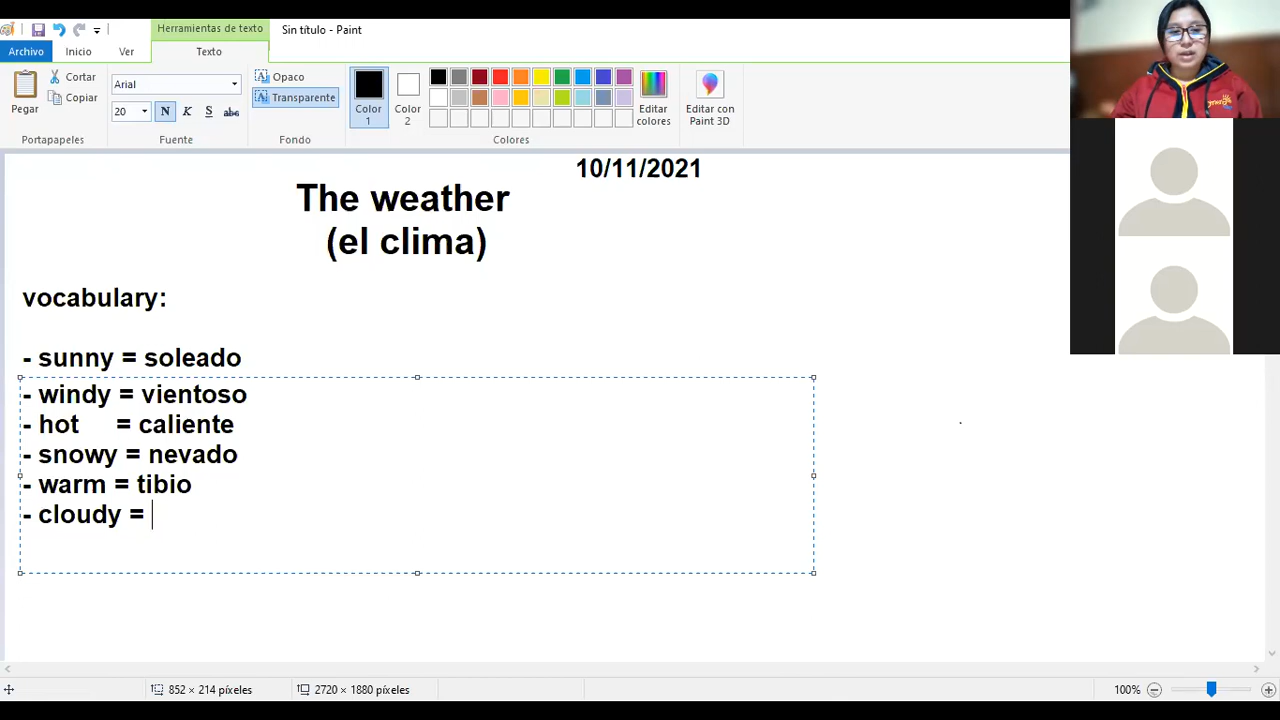 Herramientas de texto
Sin título - Paint
Archivo
Inicio
Ver
Texto
Pegar
Cortar
Copiar
Portapapeles
Arial
20
N K S abc
Fuente
Opaco
Transparente
Fondo
Color 1
Color 2
Editar colores
Editar con Paint 3D
Colores
10/11/2021
The weather
(el clima)
vocabulary:
- sunny = soleado
- windy = vientoso
- hot = caliente
- snowy = nevado
- warm = tibio
- cloudy =
852 × 214 píxeles
2720 × 1880 píxeles
100%